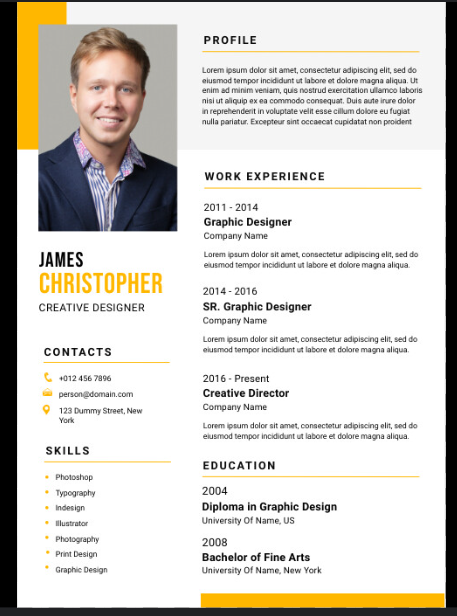 PROFILE
Lorem ipsum dolor sit amet, consectetur adipiscing elit, sed do
eiusmod tempor incididunt ut labore et dolore magna aliqua. Ut
enim ad minim veniam, quis nostrud exercitation ullamco laboris
nisi ut aliquip ex ea commodo consequat. Duis aute irure dolor
in reprehenderit in voluptate velit esse cillum dolore eu fugiat
nulla pariatur. Excepteur sint occaecat cupidatat non proident
JAMES
CHRISTOPHER
CREATIVE DESIGNER
CONTACTS
+012 456 7896
person@domain.com
123 Dummy Street, New
York
SKILLS
Photoshop
Typography
Indesign
Illustrator
Photography
Print Design
Graphic Design
WORK EXPERIENCE
2011 - 2014
Graphic Designer
Company Name
Lorem ipsum dolor sit amet, consectetur adipiscing elit, sed do
eiusmod tempor incididunt ut labore et dolore magna aliqua.
2014 - 2016
SR. Graphic Designer
Company Name
Lorem ipsum dolor sit amet, consectetur adipiscing elit, sed do
eiusmod tempor incididunt ut labore et dolore magna aliqua.
2016 - Present
Creative Director
Company Name
Lorem ipsum dolor sit amet, consectetur adipiscing elit, sed do
eiusmod tempor incididunt ut labore et dolore magna aliqua.
EDUCATION
2004
Diploma in Graphic Design
University Of Name, US
2008
Bachelor of Fine Arts
University Of Name, New York